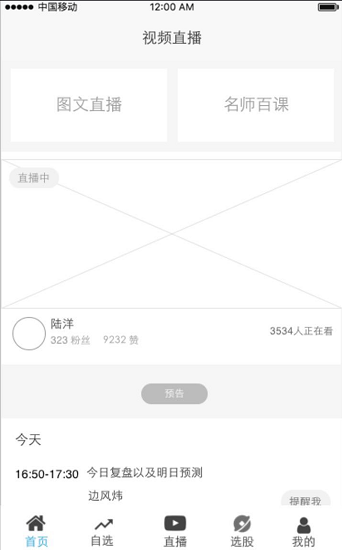 中国移动 12:00 AM
视频直播
图文直播 名师百课
直播中
陆洋
323 粉丝 9232 赞 3534人正在看
预告
今天
16:50-17:30 今日复盘以及明日预测
边风炜
提醒我
首页 自选 直播 选股 我的